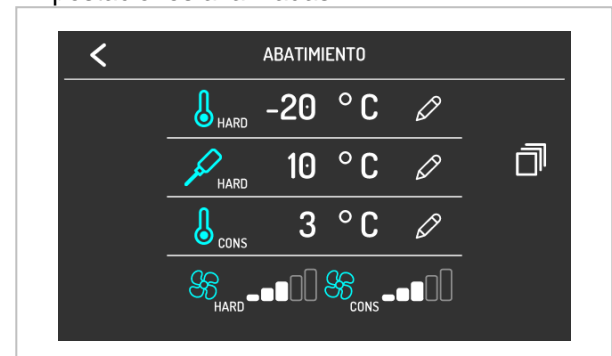 ABATIMIENTO
HARD -20 °C
HARD 10 °C
CONS 3 °C
HARD CONS